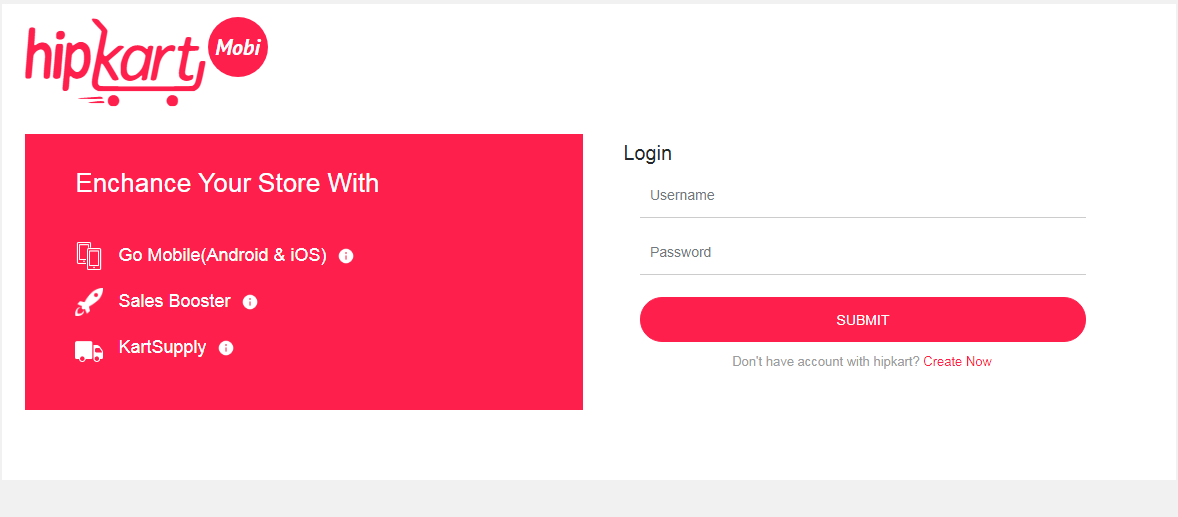 hipkart Mobi
Enchance Your Store With
Go Mobile(Android & iOS)
Sales Booster
KartSupply
Login
Username
Password
SUBMIT
Don't have account with hipkart? Create Now